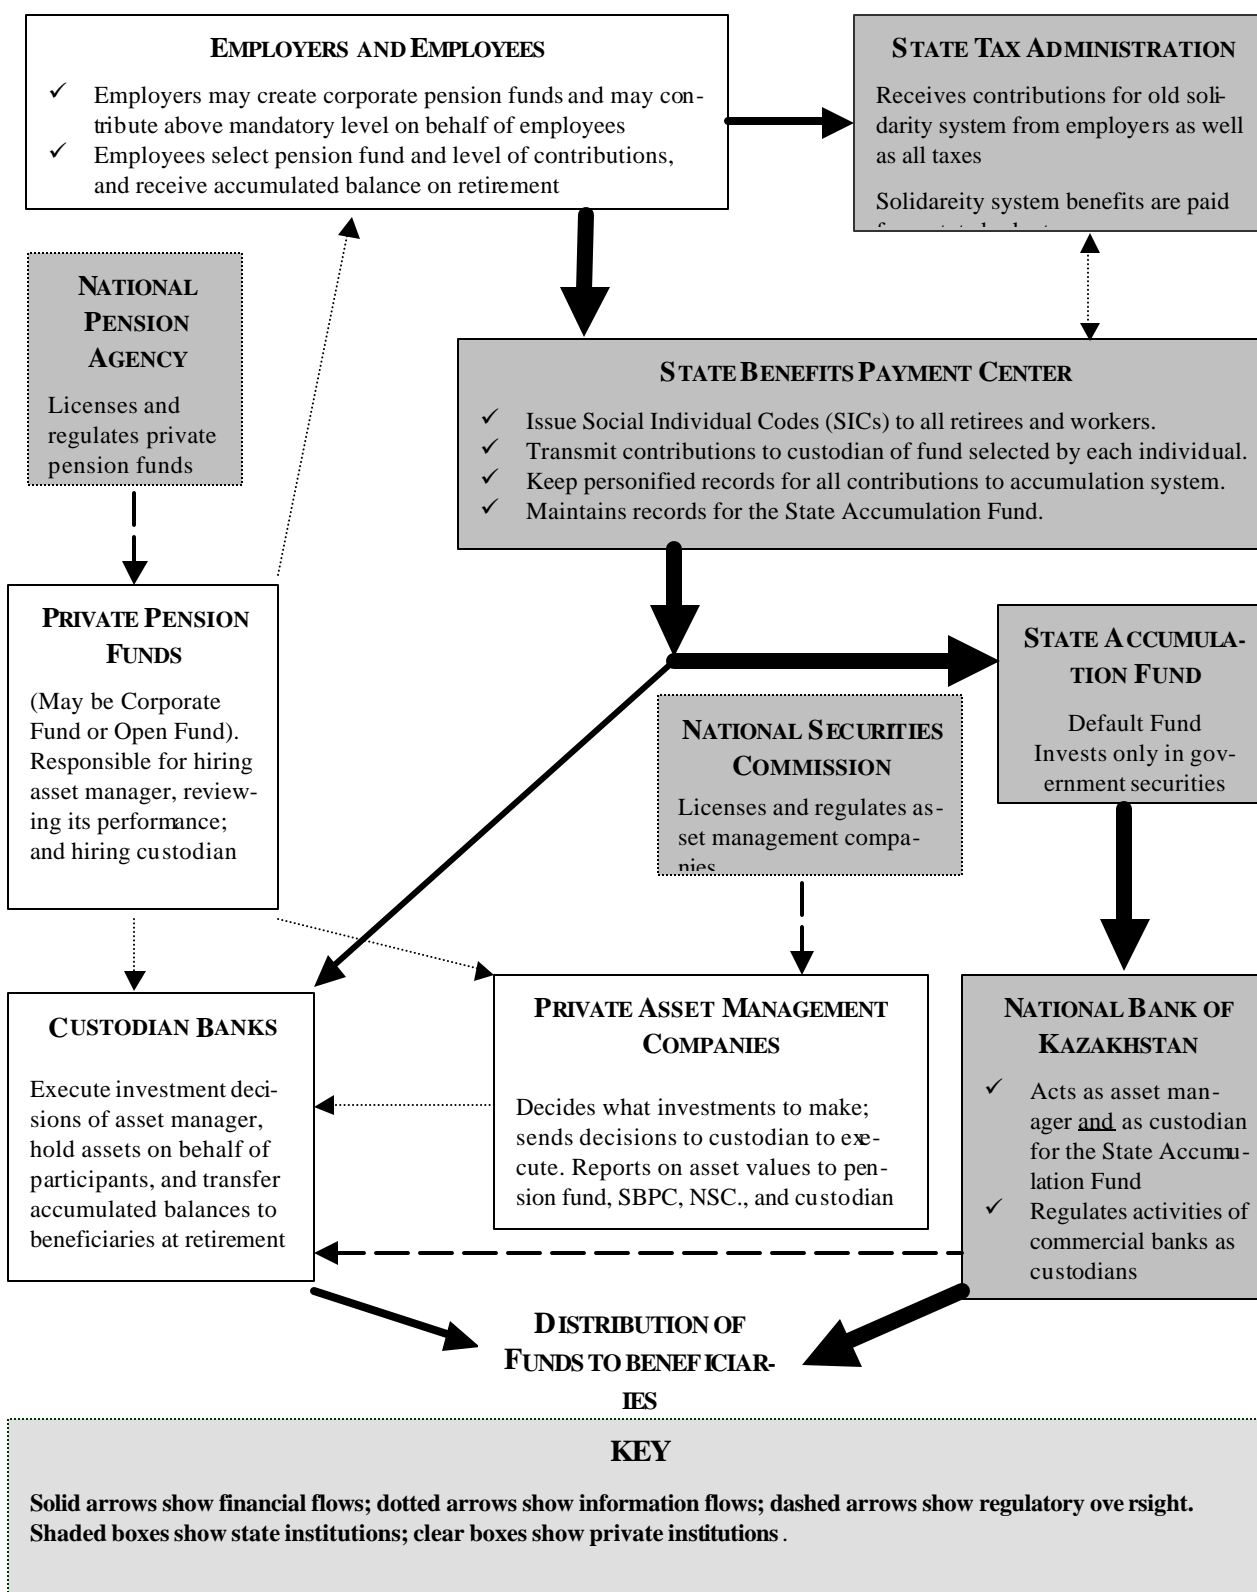 EMPLOYERS AND EMPLOYEES
✓ Employers may create corporate pension funds and may con-
tribute above mandatory level on behalf of employees
✓ Employees select pension fund and level of contributions,
and receive accumulated balance on retirement
STATE TAX ADMINISTRATION
Receives contributions for old soli-
darity system from employers as well
as all taxes
Solidareity system benefits are paid
NATIONAL
PENSION
AGENCY
Licenses and
regulates private
pension funds
STATE BENEFITS PAYMENT CENTER
✓ Issue Social Individual Codes (SICs) to all retirees and workers.
✓ Transmit contributions to custodian of fund selected by each individual.
✓ Keep personified records for all contributions to accumulation system.
✓ Maintains records for the State Accumulation Fund.
PRIVATE PENSION
FUNDS
(May be Corporate
Fund or Open Fund).
Responsible for hiring
asset manager, review-
ing its performance;
and hiring custodian
STATE ACCUMULA-
TION FUND
Default Fund
Invests only in gov-
ernment securities
NATIONAL SECURITIES
COMMISSION
Licenses and regulates as-
set management compa-
nies
CUSTODIAN BANKS
Execute investment deci-
sions of asset manager,
hold assets on behalf of
participants, and transfer
accumulated balances to
beneficiaries at retirement
PRIVATE ASSET MANAGEMENT
COMPANIES
Decides what investments to make;
sends decisions to custodian to exe-
cute. Reports on asset values to pen-
sion fund, SBPC, NSC., and custodian
NATIONAL BANK OF
KAZAKHSTAN
✓ Acts as asset man-
ager and as custodian
for the State Accumu-
lation Fund
✓ Regulates activities of
commercial banks as
custodians
DISTRIBUTION OF
FUNDS TO BENEFICIAR-
IES
KEY
Solid arrows show financial flows; dotted arrows show information flows; dashed arrows show regulatory ove rsight.
Shaded boxes show state institutions; clear boxes show private institutions .